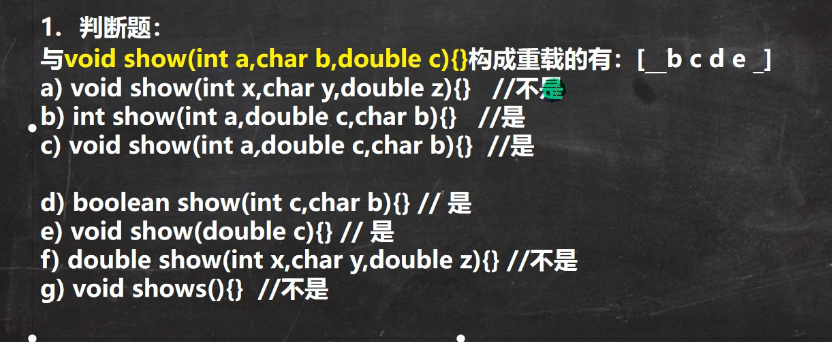 1. 判断题：
与void show(int a,char b,double c){}构成重载的有：[__b c d e _]
a) void show(int x,char y,double z){} //不是
b) int show(int a,double c,char b){} //是
c) void show(int a,double c,char b){} //是
d) boolean show(int c,char b){} // 是
e) void show(double c){} // 是
f) double show(int x,char y,double z){} //不是
g) void shows(){} //不是